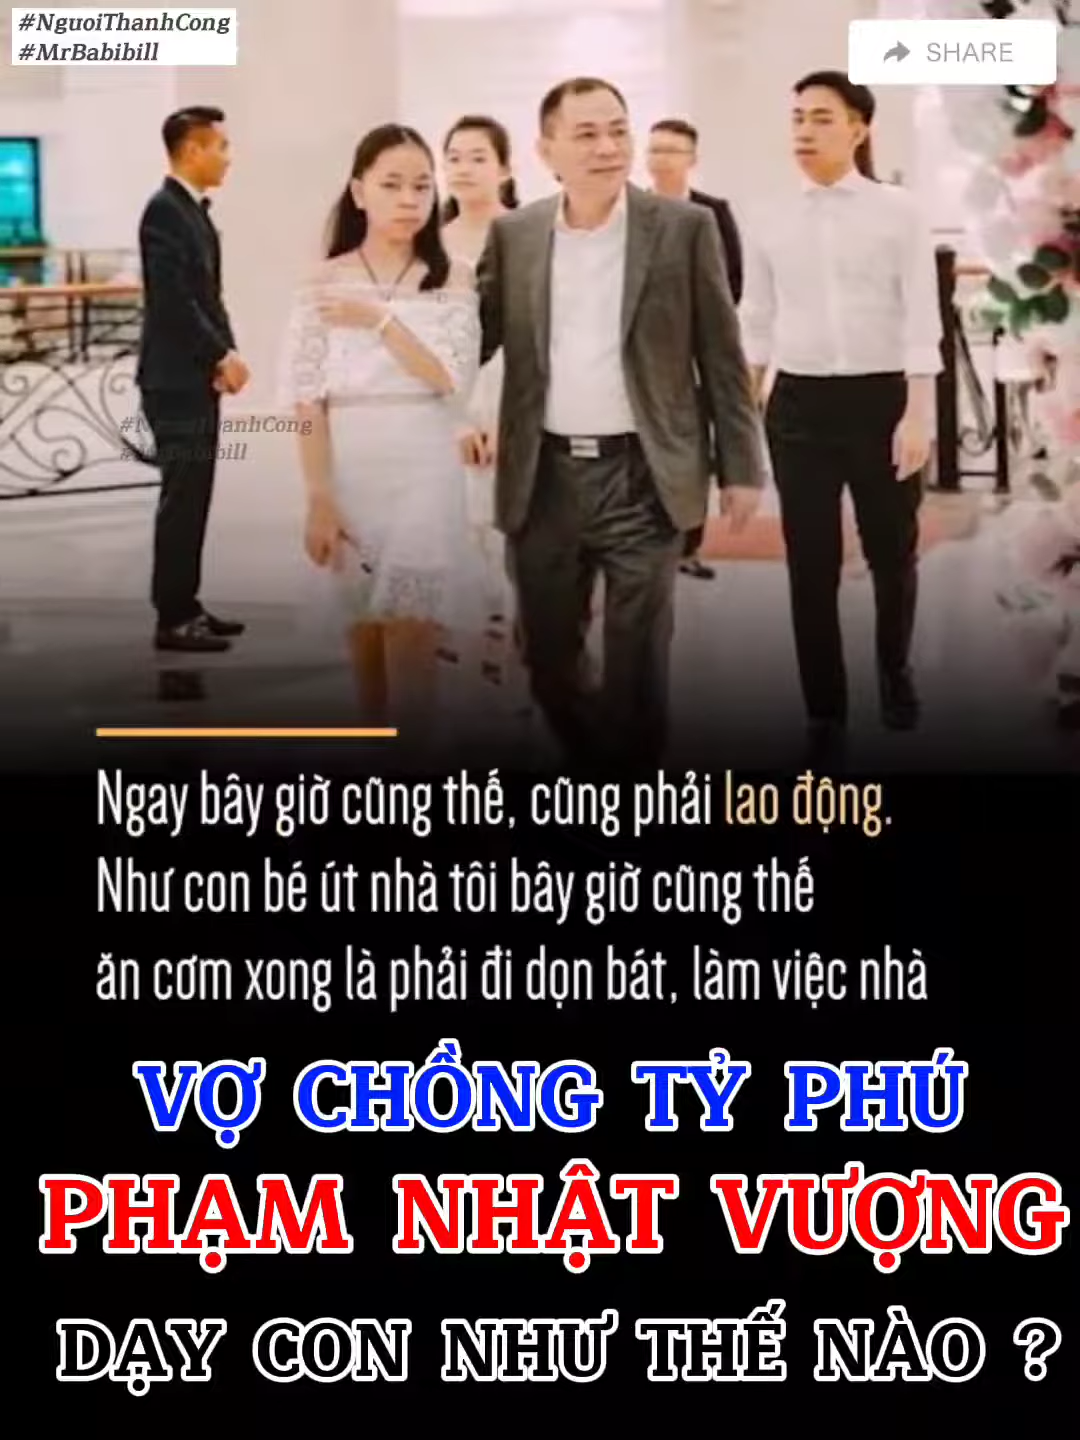 #NguoiThanhCong
#MrBabibill
SHARE
#NguoiThanhCong
#MrBabibill
Ngay bây giờ cũng thế, cũng phải lao động.
Như con bé út nhà tôi bây giờ cũng thế
ăn cơm xong là phải đi dọn bát, làm việc nhà
VỢ CHỒNG TỶ PHÚ
PHẠM NHẬT VƯỢNG
DẠY CON NHƯ THẾ NÀO ?